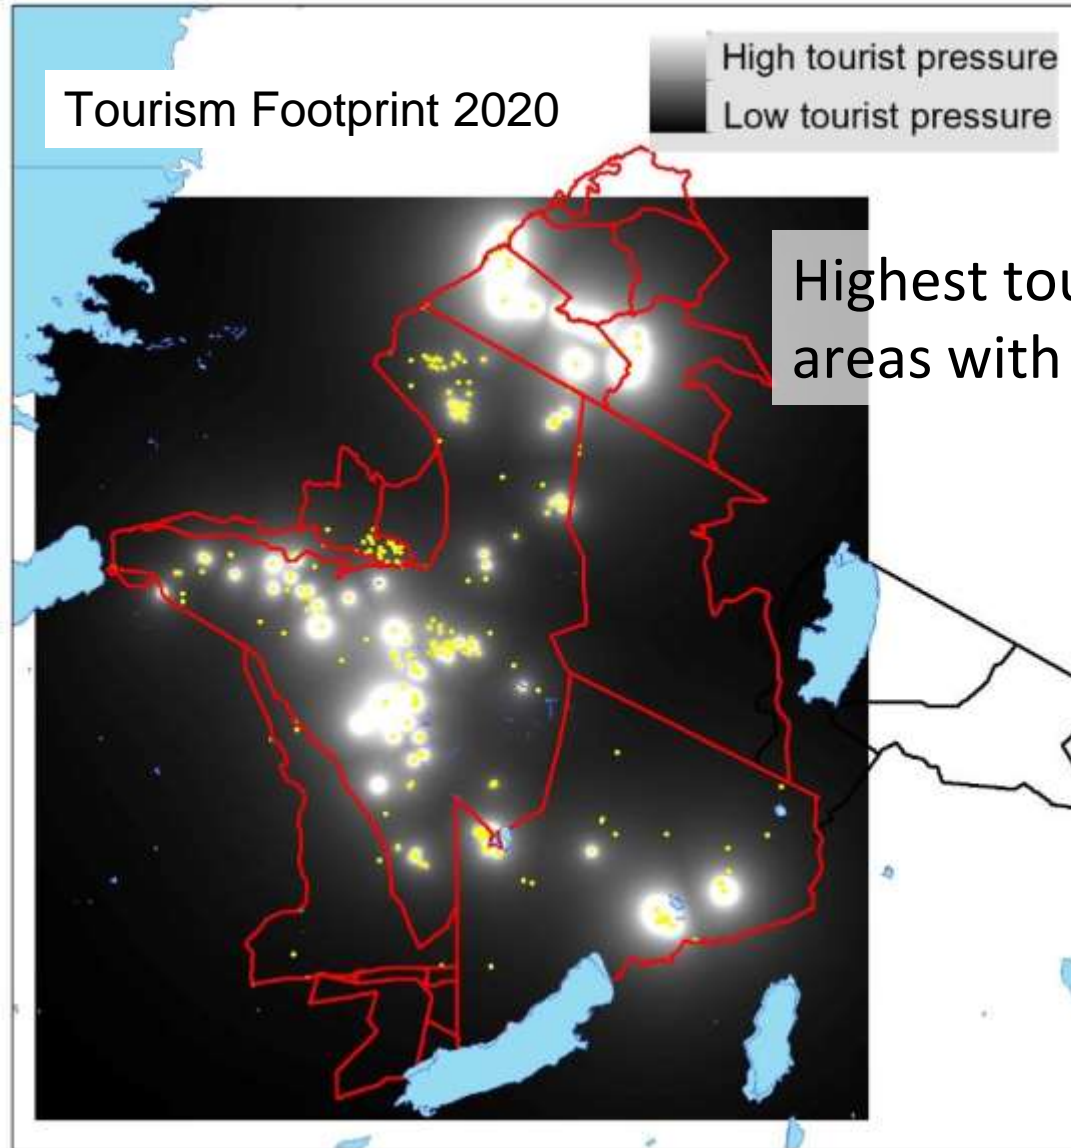 High tourist pressure
Tourism Footprint 2020
Low tourist pressure
Highest tou
areas with